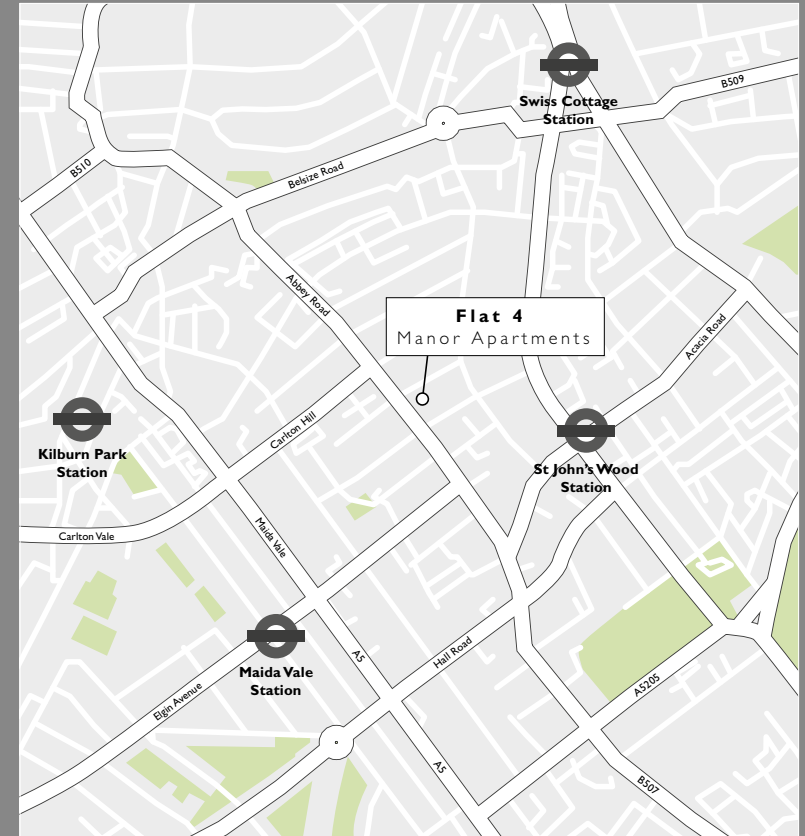 Swiss Cottage
Station
B509
B510
Belsize Road
Abbey Road
Flat 4
Manor Apartments
Acacia Road
Carlton Hill
Kilburn Park
Station
St John's Wood
Station
Carlton Vale
Maida Vale
Maida Vale
Station
A5
Hall Road
Elgin Avenue
A5205
A5
B507